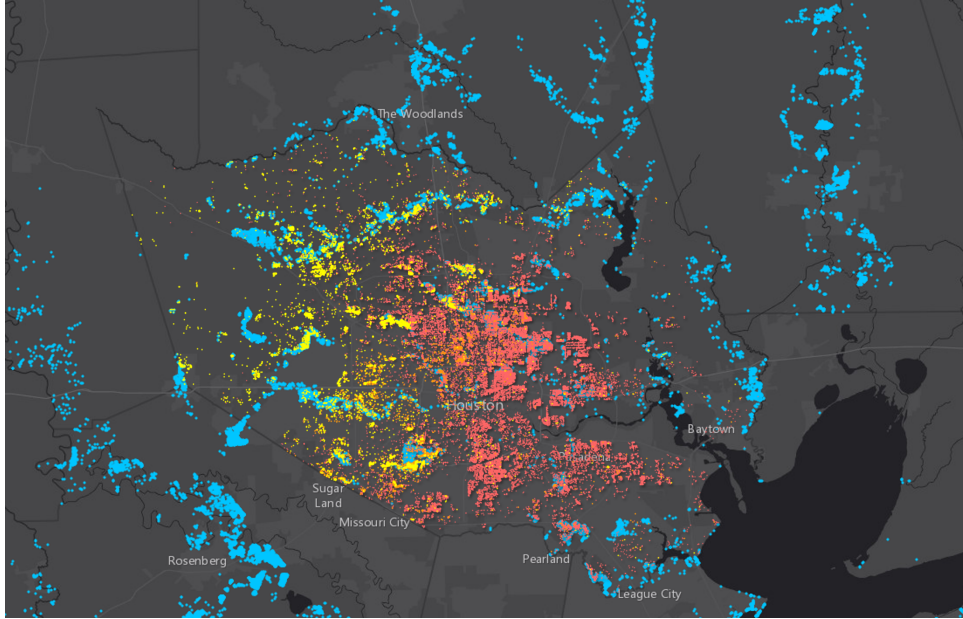 The Woodlands
Houston
Baytown
Pasadena
Sugar
Land
Missouri City
Pearland
Rosenberg
League City